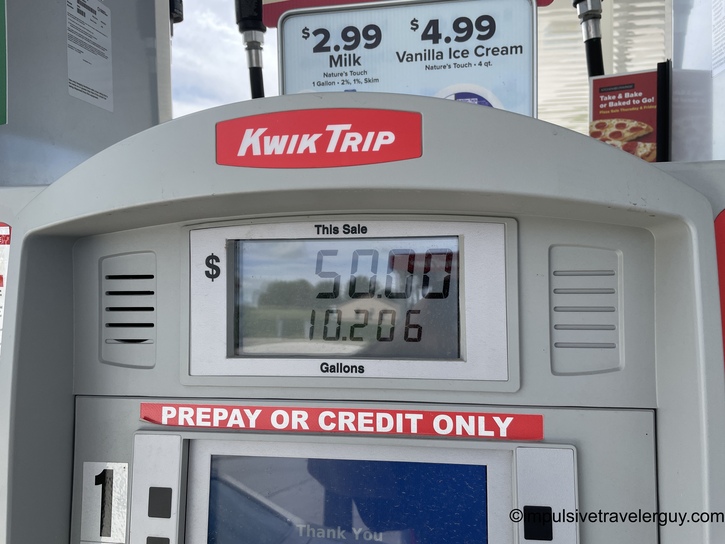 $2.99
Milk
Nature's Touch
1 Gallon • 2%, 1%, Skim
$4.99
Vanilla Ice Cream
Nature's Touch • 4 qt.
Take & Bake
or Baked to Go!
KWIK TRIP
This Sale
$ 50.00
10.206
Gallons
PREPAY OR CREDIT ONLY
1
Thank You
©impulsivetravelerguy.com